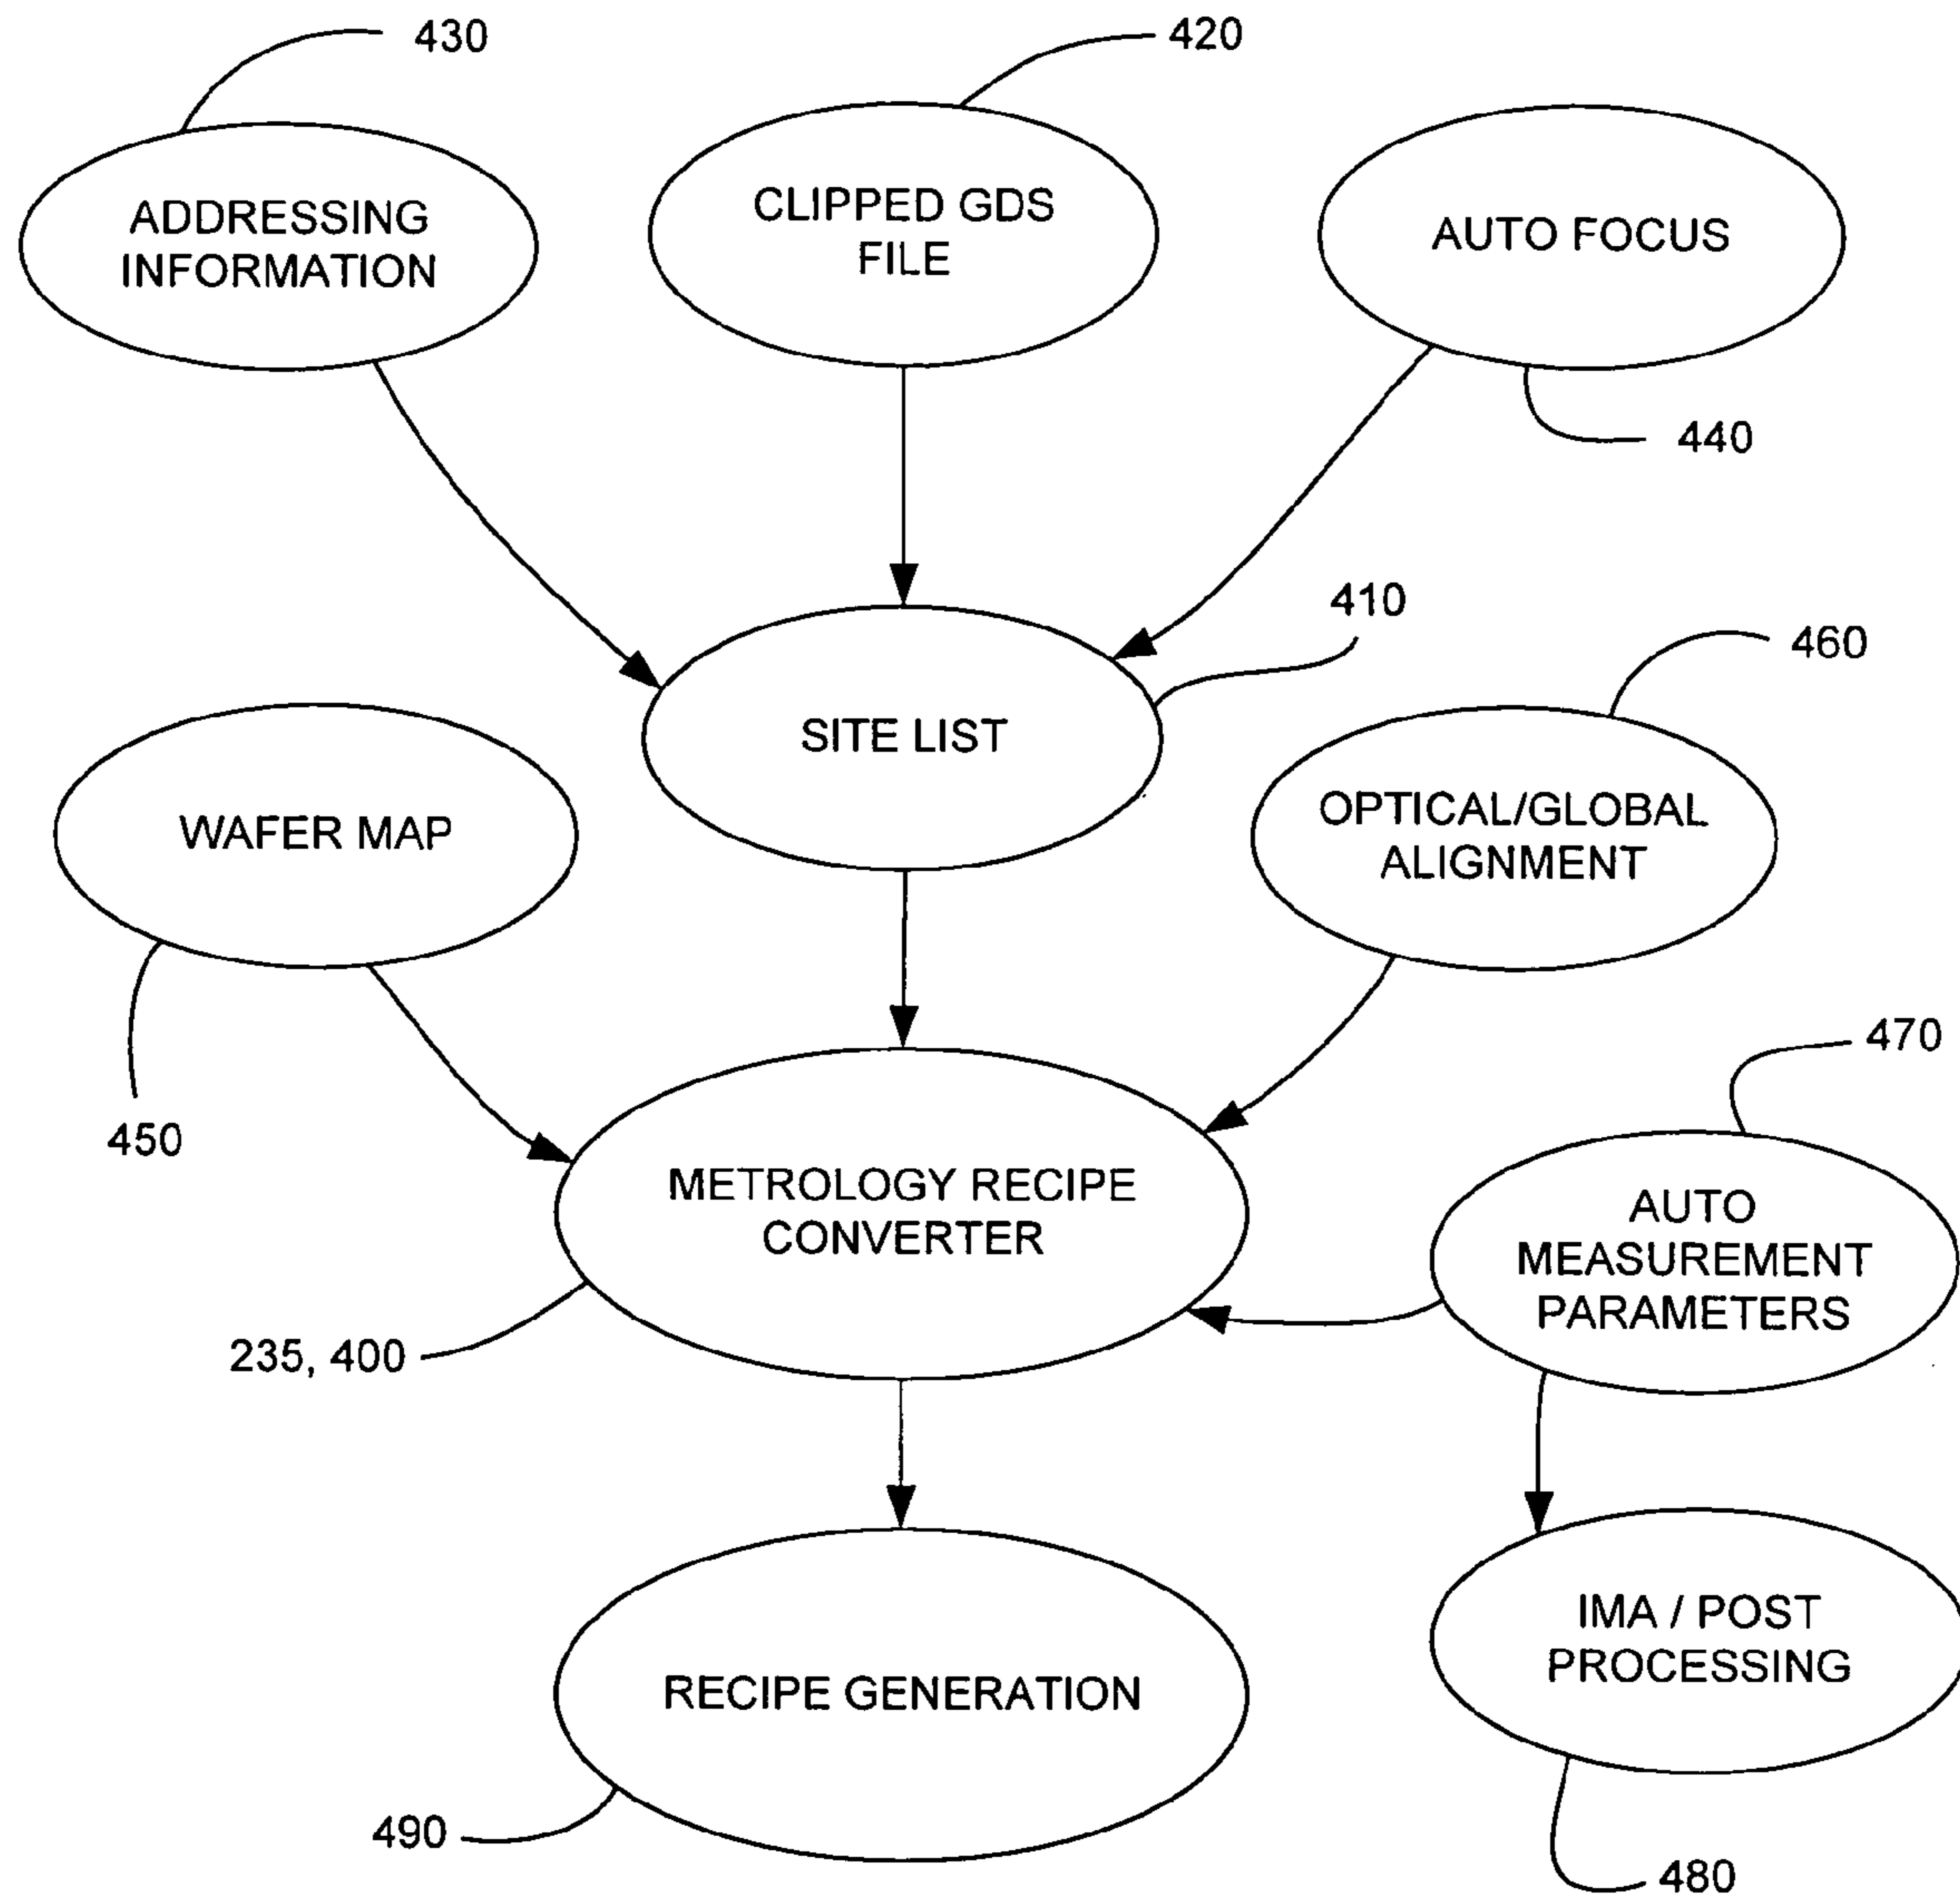 430
420
ADDRESSING
INFORMATION
CLIPPED GDS
FILE
AUTO FOCUS
440
410
460
SITE LIST
WAFER MAP
OPTICAL/GLOBAL
ALIGNMENT
470
450
METROLOGY RECIPE
CONVERTER
AUTO
MEASUREMENT
PARAMETERS
235, 400
IMA / POST
PROCESSING
RECIPE GENERATION
490
480